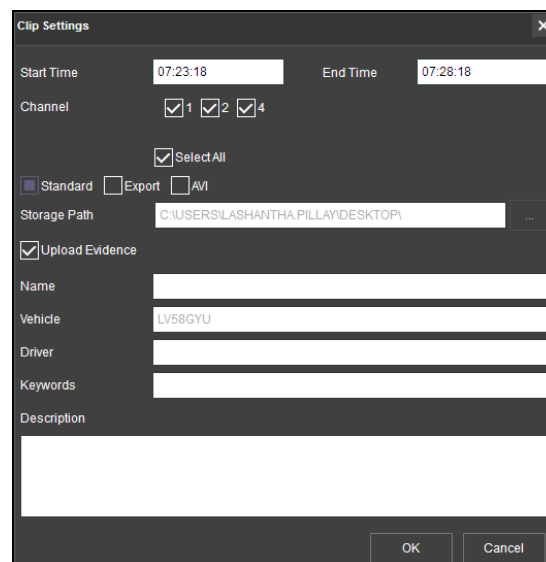 Clip Settings
Start Time 07:23:18 End Time 07:28:18
Channel 1 2 4
Select All
Standard Export AVI
Storage Path C:\USERS\LASHANTHA.PILLAY\DESKTOP\ ...
Upload Evidence
Name
Vehicle LV58GYU
Driver
Keywords
Description
OK Cancel